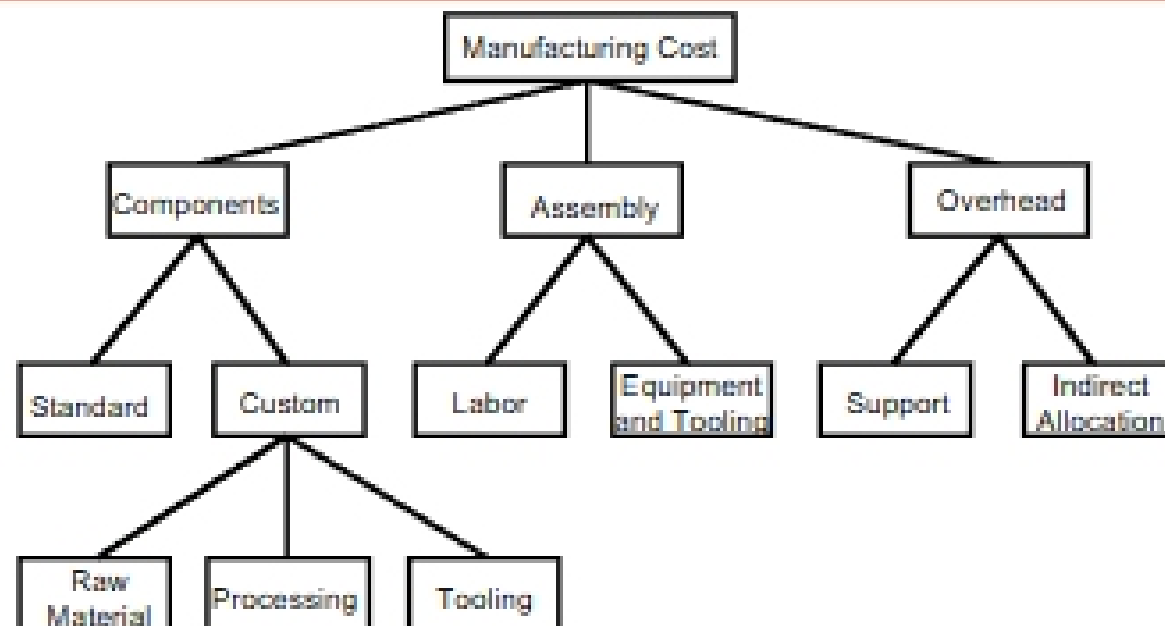 Manufacturing Cost
Components
Assembly
Overhead
Standard
Custom
Labor
Equipment
and Tooling
Support
Indirect
Allocation
Raw
Material
Processing
Tooling